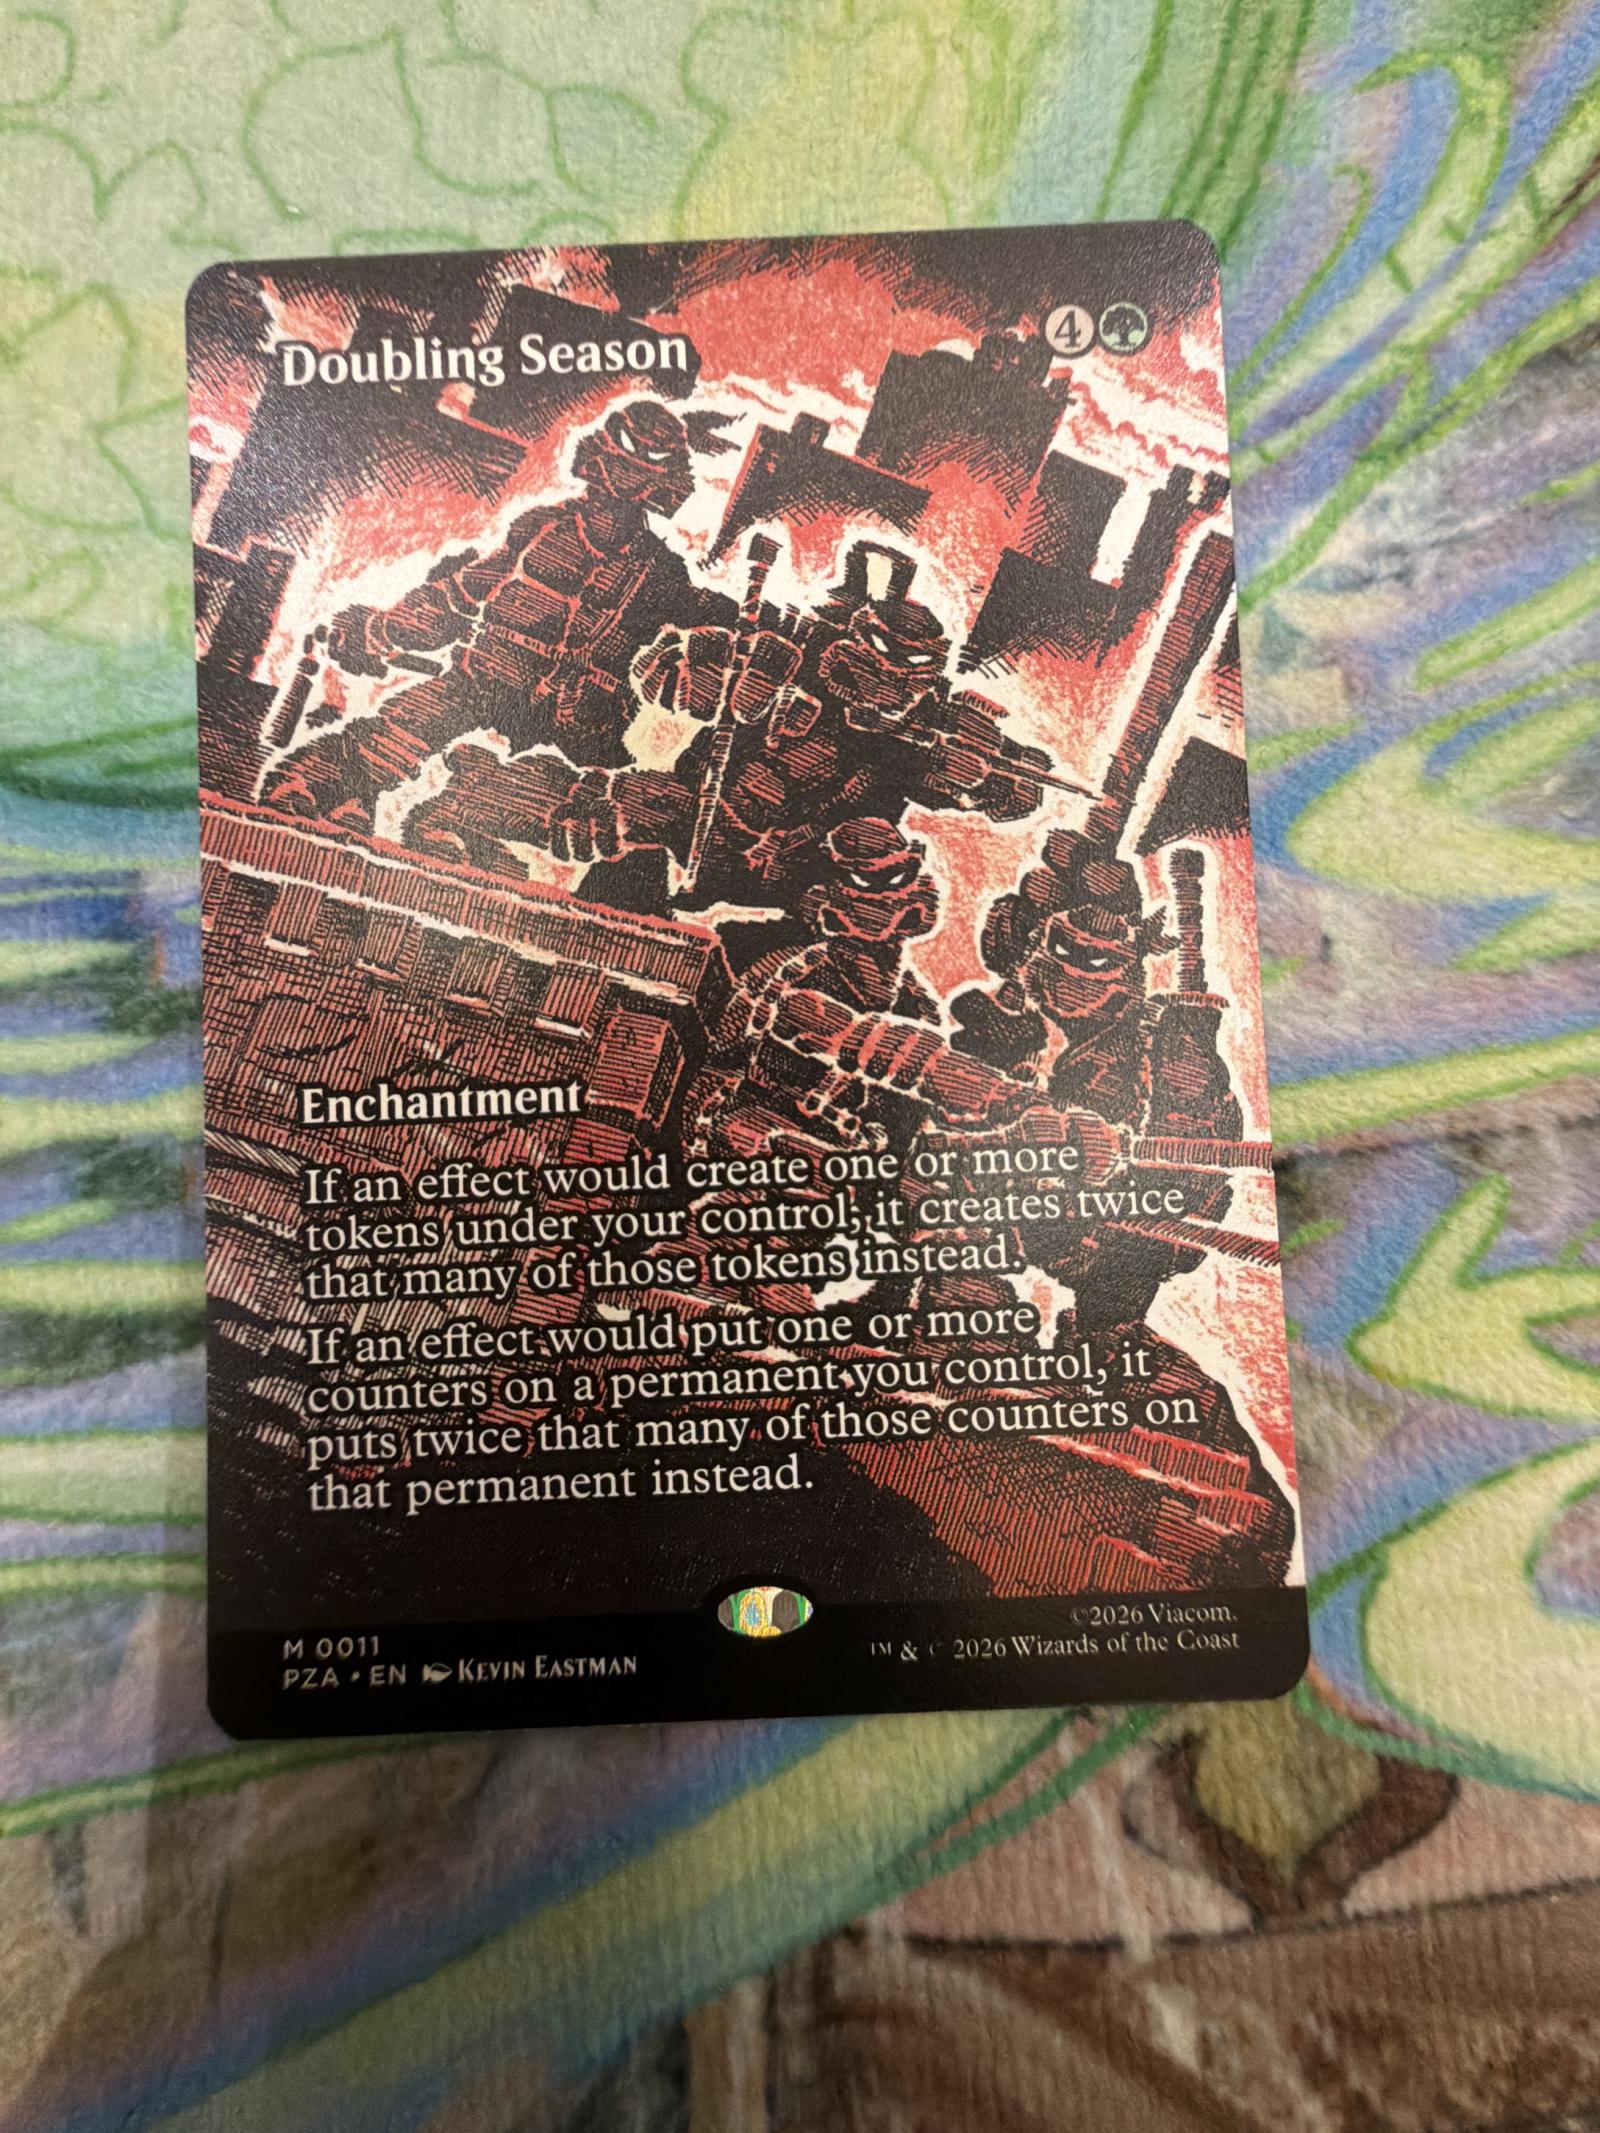 Doubling Season 4
Enchantment
If an effect would create one or more
tokens under your control, it creates twice
that many of those tokens instead.
If an effect would put one or more
counters on a permanent you control, it
puts twice that many of those counters on
that permanent instead.
M 0011
PZA • EN KEVIN EASTMAN
©2026 Viacom.
™ & © 2026 Wizards of the Coast